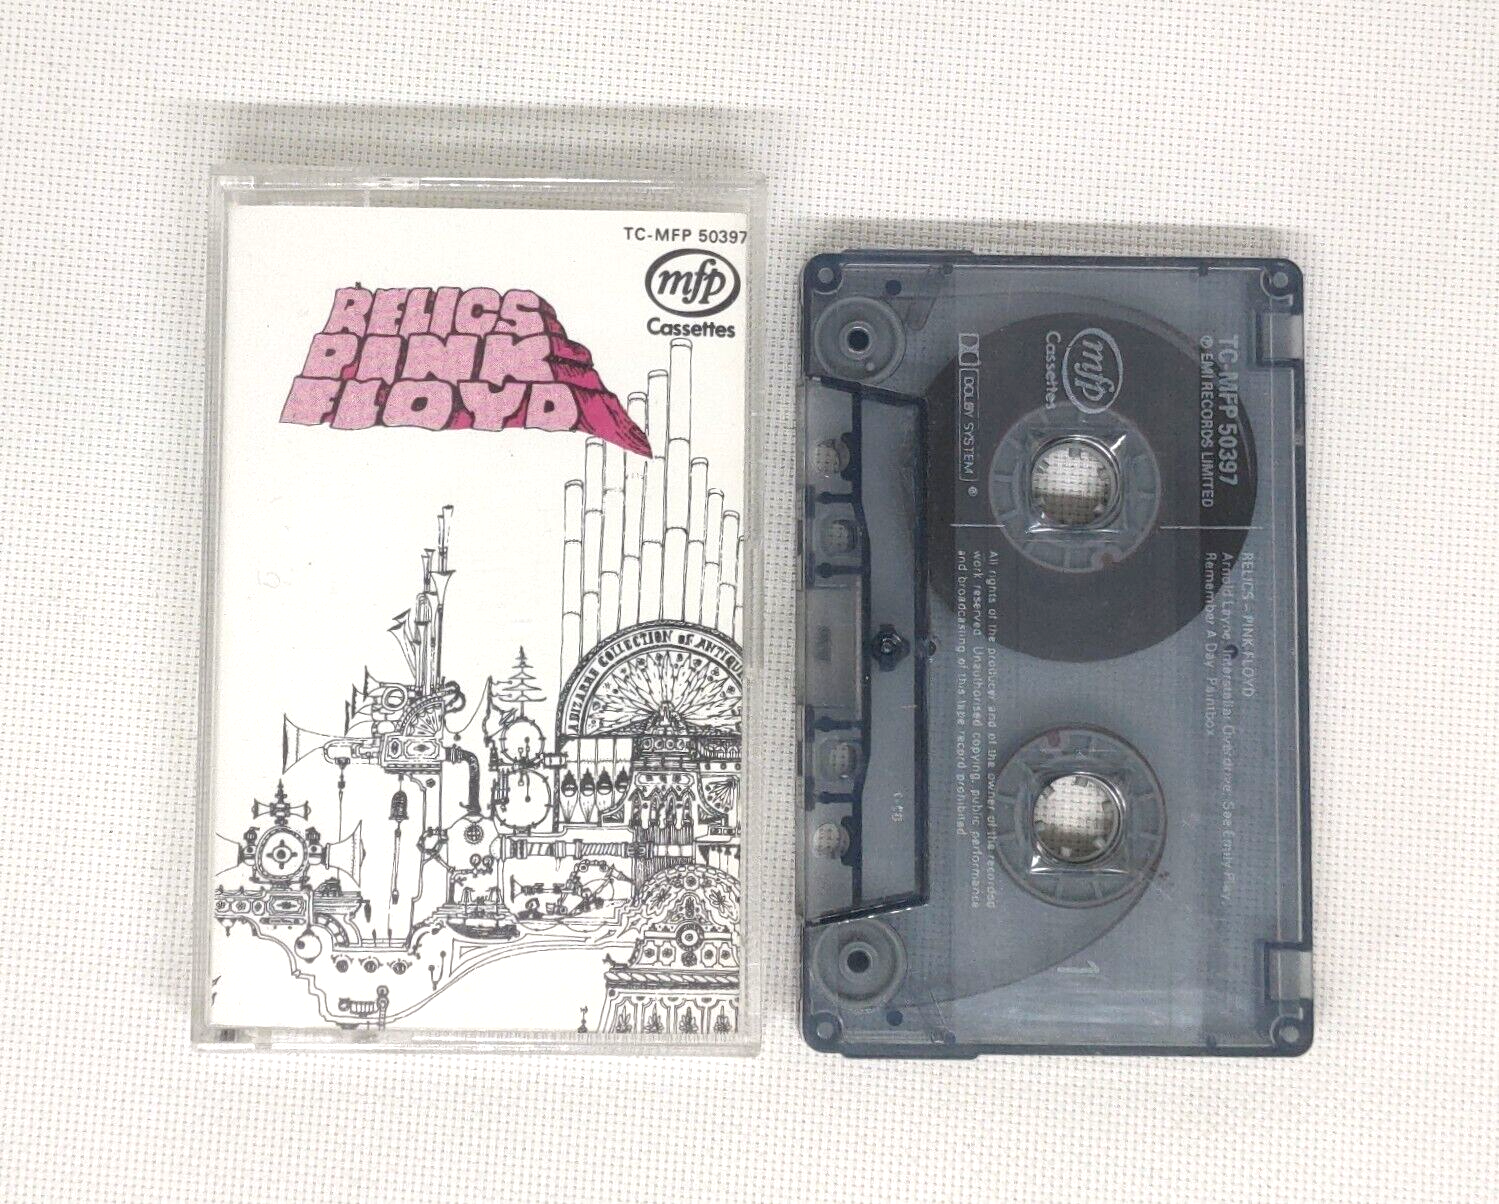 TC-MFP 50397
mfp
Cassettes
RELICS
PINK
FLOYD
A BIZARRE COLLECTION of ANTIQUE
TC-MFP 50397
℗ EMI RECORDS LIMITED
mfp
Cassettes
DOLBY SYSTEM ®
RELICS - PINK FLOYD
Arnold Layne, Interstellar Overdrive, See Emily Play,
Remember A Day, Paintbox
1
All rights of the producer and of the owner of the recorded
work reserved. Unauthorised copying, public performance
and broadcasting of this tape record prohibited